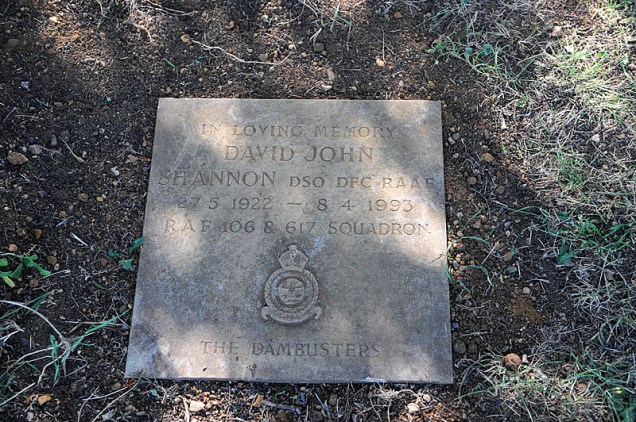 IN LOVING MEMORY
DAVID JOHN
SHANNON DSO DFC RAAF
27 5 1922 – 8 4 1993
R A F 106 & 617 SQUADRON.
THE DAMBUSTERS